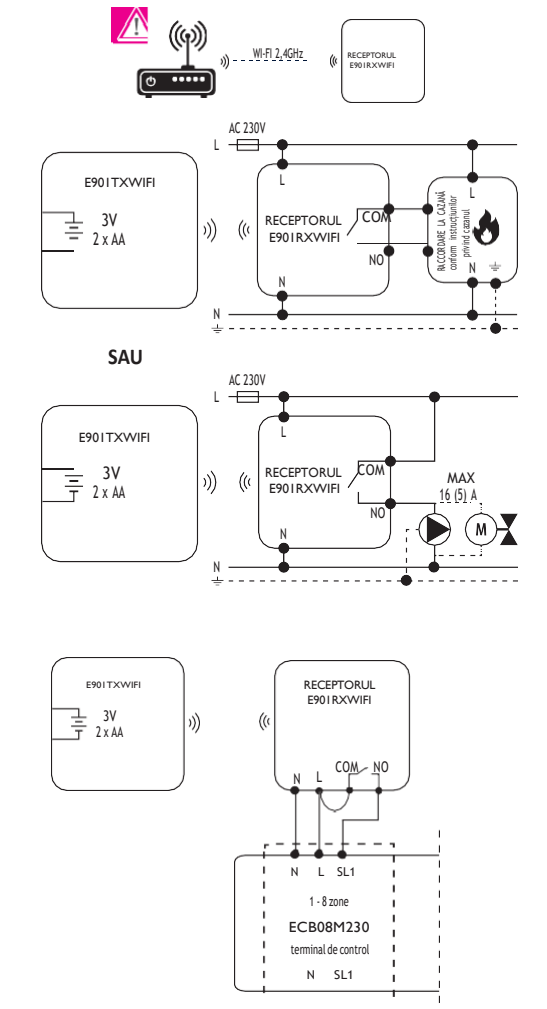 WI-FI 2,4GHz
RECEPTORUL
E901RXWIFI
AC 230V
L
E901TXWIFI
3V
2 x AA
L
RECEPTORUL
E901RXWIFI
COM
NO
N
L
RACCORDARE LA CAZANĂ
conform instrucțiunilor
privind cazanul
N
N
SAU
AC 230V
L
E901TXWIFI
3V
2 x AA
L
RECEPTORUL
E901RXWIFI
COM
NO
N
MAX
16 (5) A
M
N
E901TXWIFI
3V
2 x AA
RECEPTORUL
E901RXWIFI
N L COM NO
N L SL1
1 - 8 zone
ECB08M230
terminal de control
N SL1